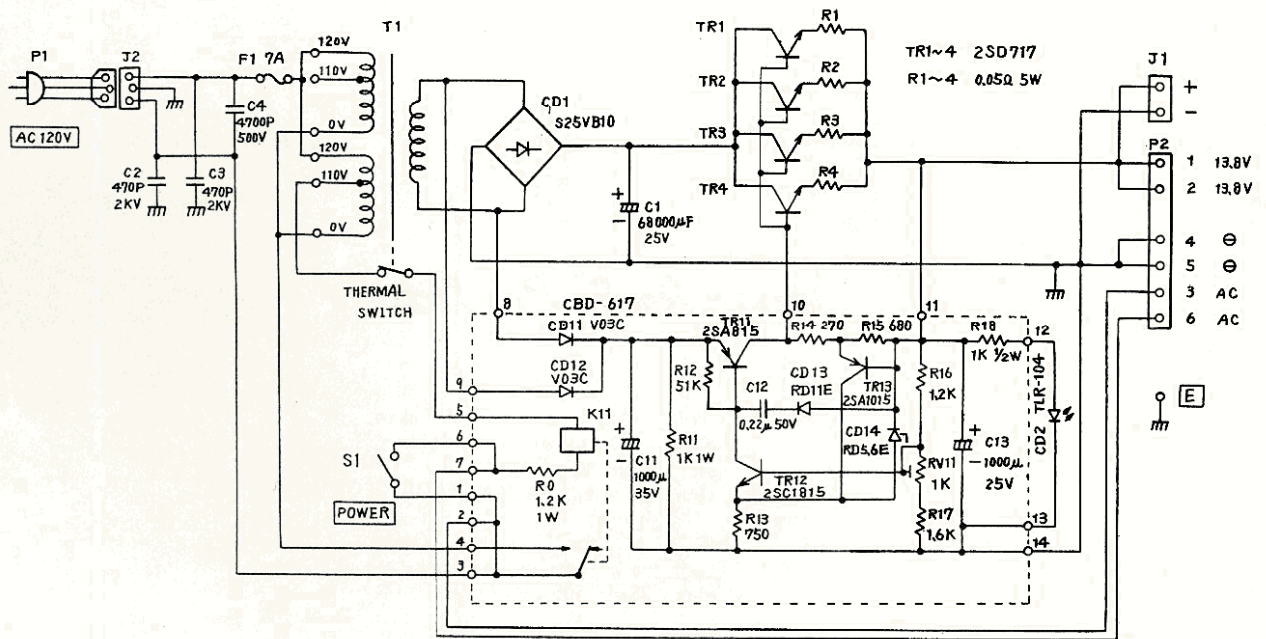 P1
J2
F1 7A
120V
T1
110V
C4
4700P
500V
AC 120V
0V
120V
110V
0V
C2
470P
2KV
C3
470P
2KV
THERMAL
SWITCH
CD1
S25VB10
C1
68000μF
25V
TR1
TR2
TR3
TR4
R1
R2
R3
R4
TR1~4 2SD717
R1~4 0.05Ω 5W
J1
+
-
P2
1 13.8V
2 13.8V
4 ⊖
5 ⊖
3 AC
6 AC
E
8
CBD-617
10
11
CD11 V03C
TR11
2SA815
R14 270
R15 680
R18
1K ½W
12
9
CD12
V03C
R12
51K
C12
0.22μ 50V
CD13
RD11E
TR13
2SA1015
R16
1.2K
TLR-104
CD2
5
K11
6
S1
7
R0
1.2K
1W
POWER
1
2
4
3
+
-
C11
1000μ
35V
R11
1K 1W
CD14
RD5.6E
TR12
2SC1815
R13
750
RV11
1K
R17
1.6K
+
-
C13
1000μ
25V
13
14